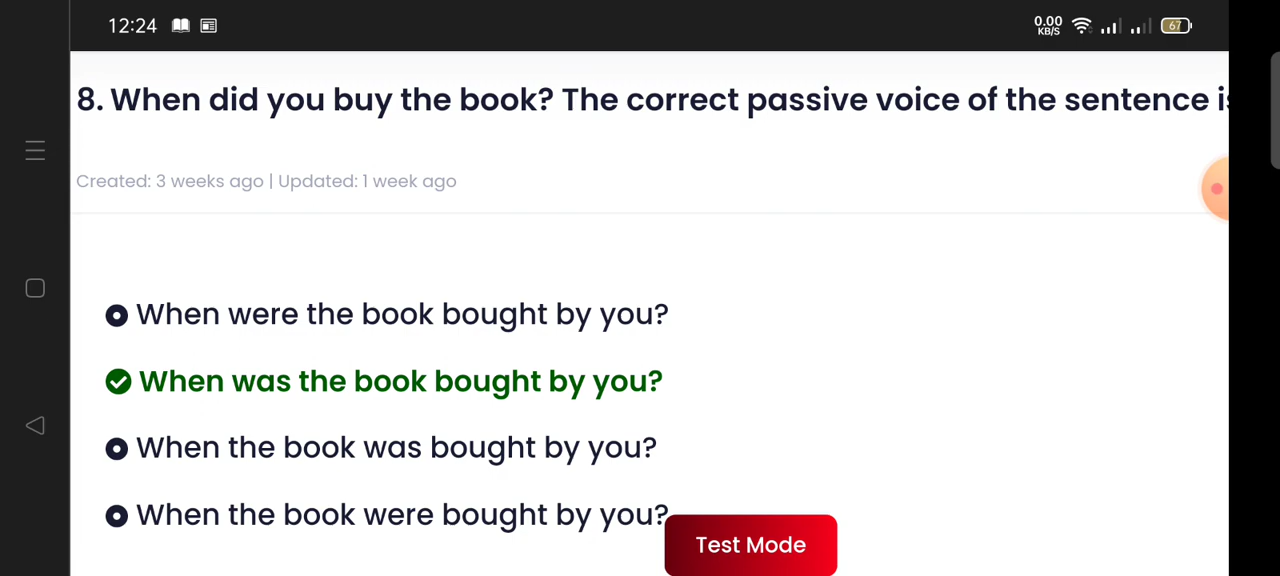 12:24
0.00
KB/S
67
8. When did you buy the book? The correct passive voice of the sentence is
Created: 3 weeks ago | Updated: 1 week ago
When were the book bought by you?
When was the book bought by you?
When the book was bought by you?
When the book were bought by you?
Test Mode